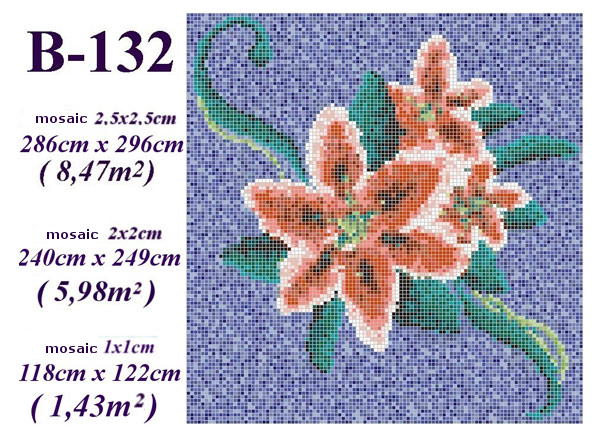 B-132
mosaic 2,5x2,5cm
286cm x 296cm
( 8,47m²)
mosaic 2x2cm
240cm x 249cm
( 5,98m²)
mosaic 1x1cm
118cm x 122cm
( 1,43m²)